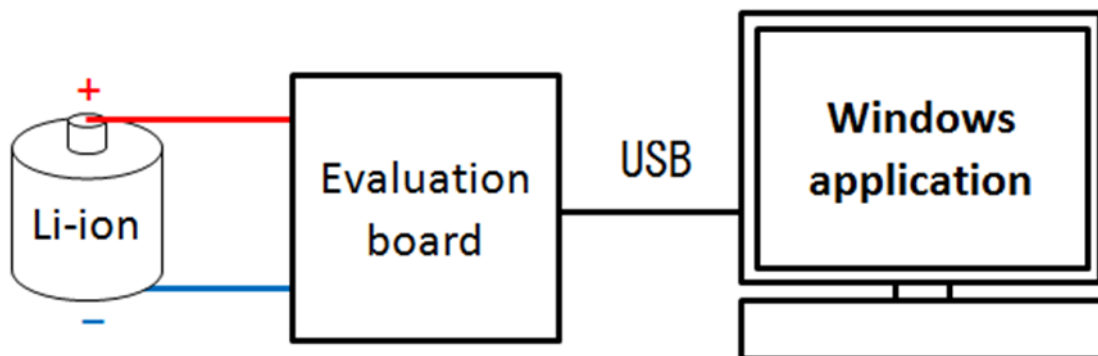 +
Li-ion
−
Evaluation
board
USB
Windows
application